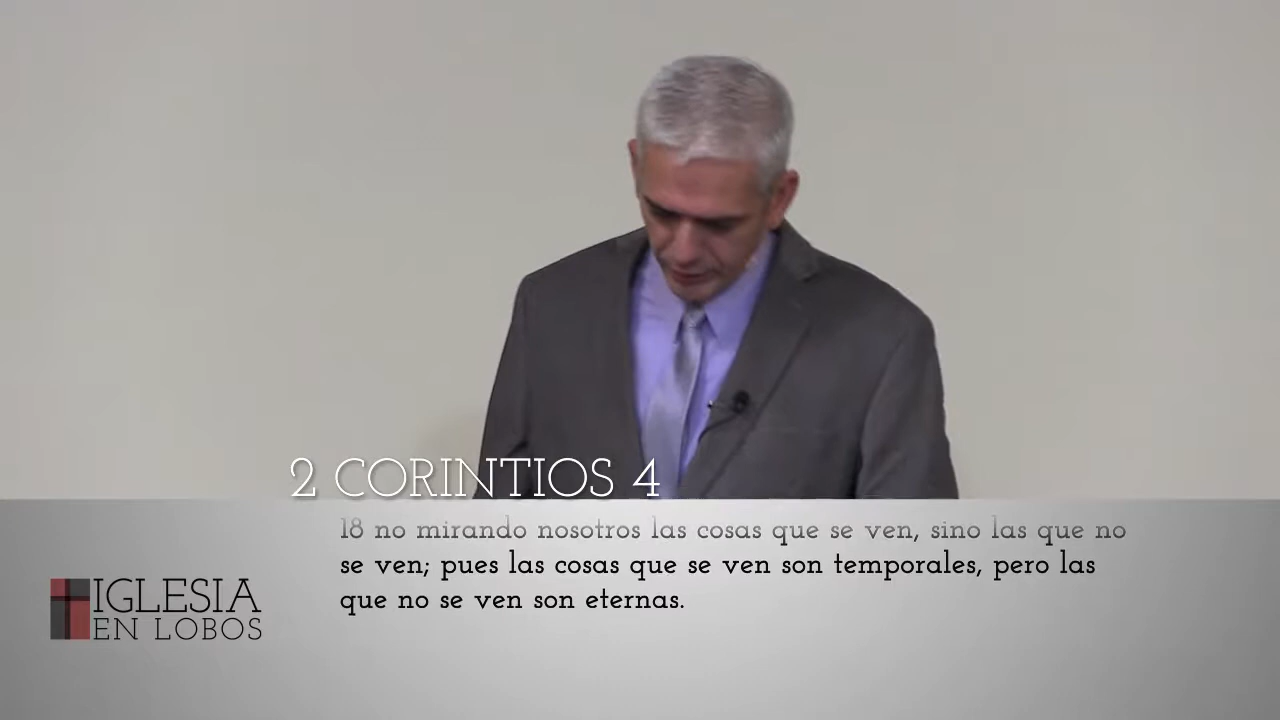 2 CORINTIOS 4
18 no mirando nosotros las cosas que se ven, sino las que no
se ven; pues las cosas que se ven son temporales, pero las
que no se ven son eternas.
IGLESIA
EN LOBOS